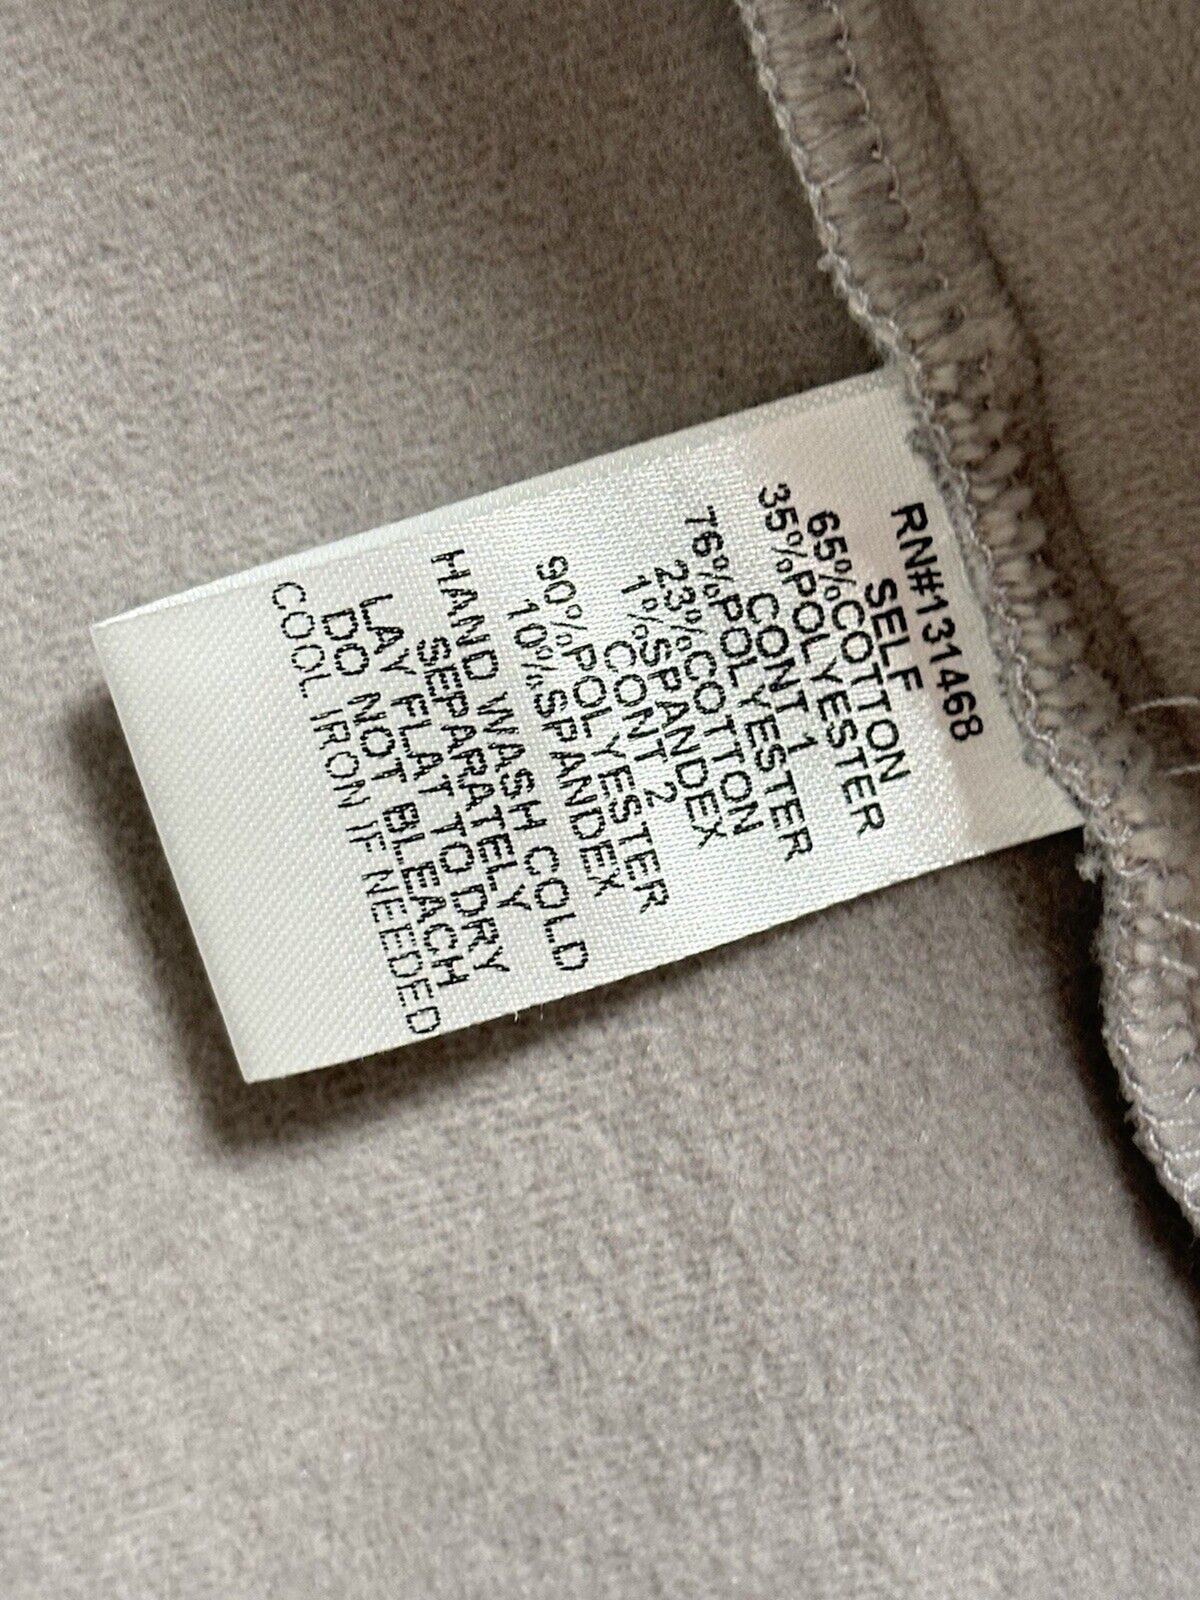 RN#131468
SELF
65%COTTON
35%POLYESTER
CONT 1
76%POLYESTER
23%COTTON
1%SPANDEX
CONT 2
90%POLYESTER
10%SPANDEX
HAND WASH COLD
SEPARATELY
LAY FLAT TO DRY
DO NOT BLEACH
COOL IRON IF NEEDED